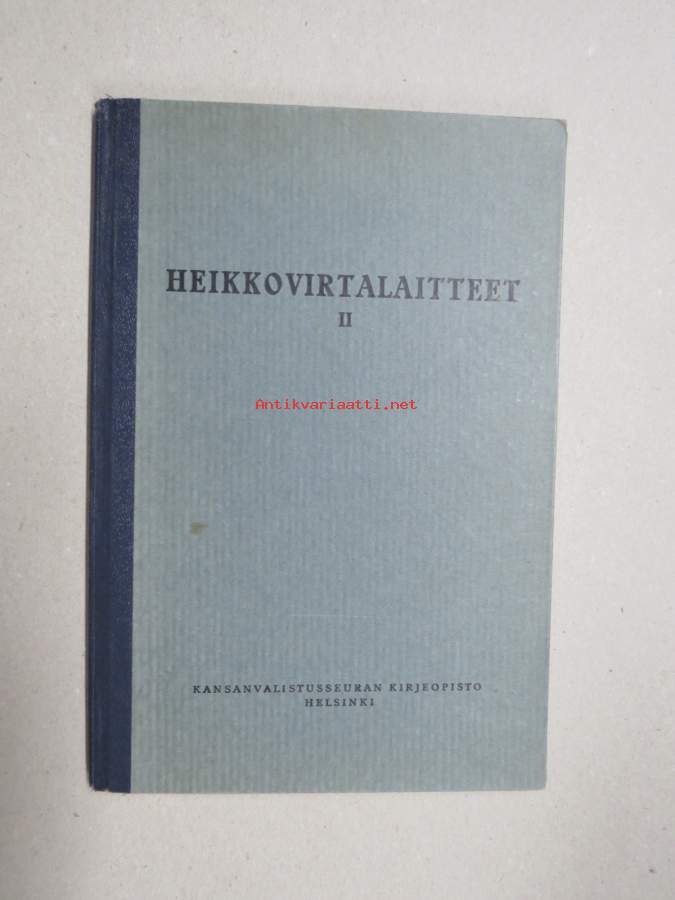 HEIKKOVIRTALAITTEET
II
Antikvariaatti.net
KANSANVALISTUSSEURAN KIRJEOPISTO
HELSINKI